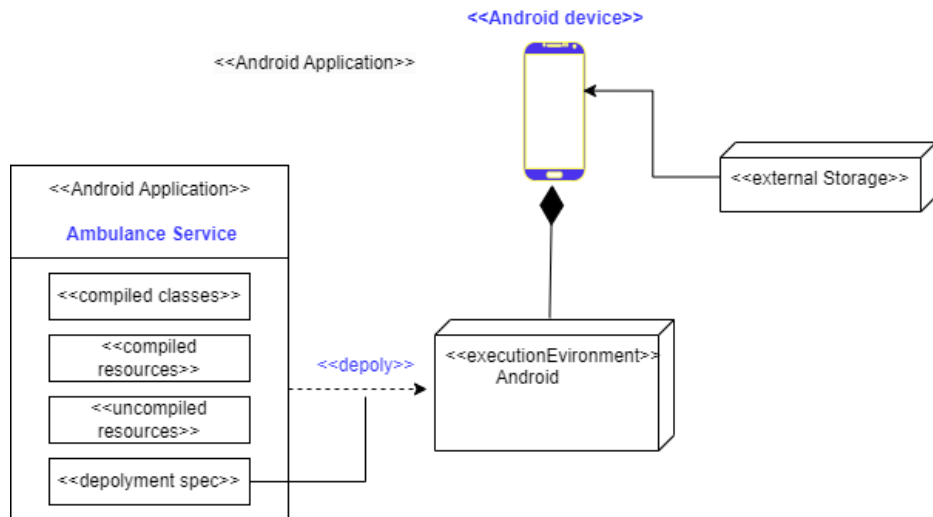 <<Android device>>
<<Android Application>>
<<external Storage>>
<<Android Application>>
Ambulance Service
<<compiled classes>>
<<compiled
resources>>
<<uncompiled
resources>>
<<depolyment spec>>
<<depoly>>
<<executionEvironment>>
Android